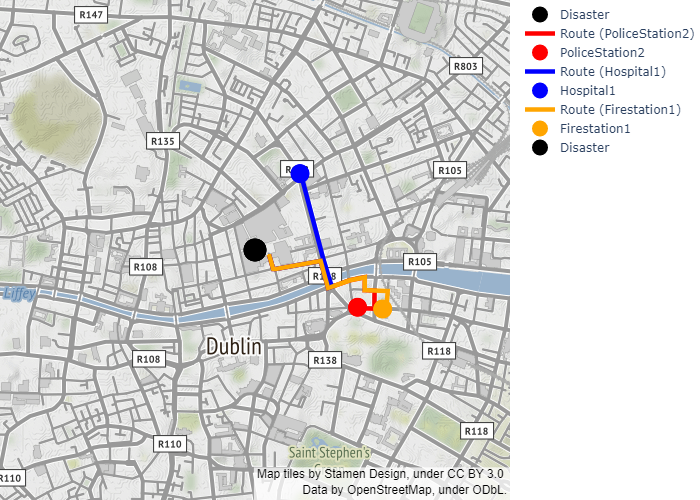 R147
R803
R135
R105
R108
R105
Liffey
R108
Dublin
R138
R118
R118
R110
R110
Saint Stephen's
Map tiles by Stamen Design, under CC BY 3.0
Data by OpenStreetMap, under ODbL.
Disaster
Route (PoliceStation2)
PoliceStation2
Route (Hospital1)
Hospital1
Route (Firestation1)
Firestation1
Disaster